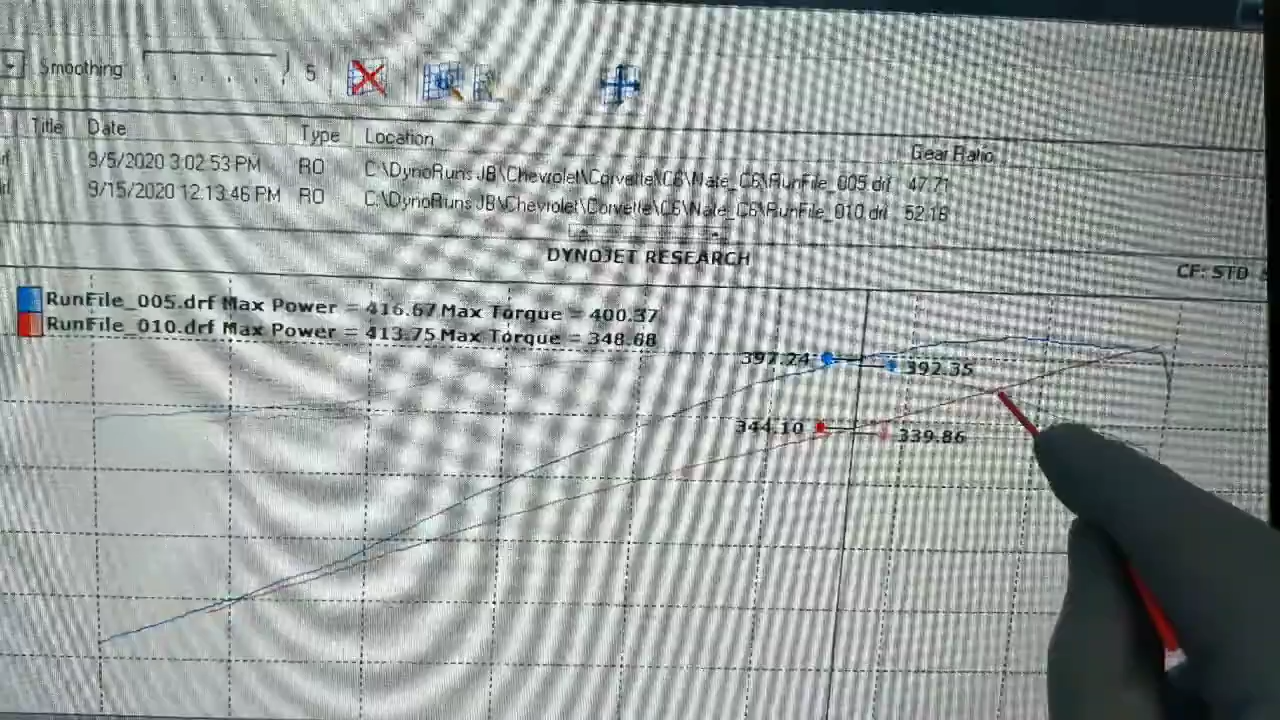 Smoothing 5
Title Date Type Location Gear Ratio
9/5/2020 3:02:53 PM RO C:\DynoRuns JB\Chevrolet\Corvette\C6\Nate_C6\RunFile_005.drf 47.71
9/15/2020 12:13:46 PM RO C:\DynoRuns JB\Chevrolet\Corvette\C6\Nate_C6\RunFile_010.drf 52.18
DYNOJET RESEARCH
CF: STD
RunFile_005.drf Max Power = 416.67 Max Torque = 400.37
RunFile_010.drf Max Power = 413.75 Max Torque = 348.68
397.24 392.35
344.10 339.86